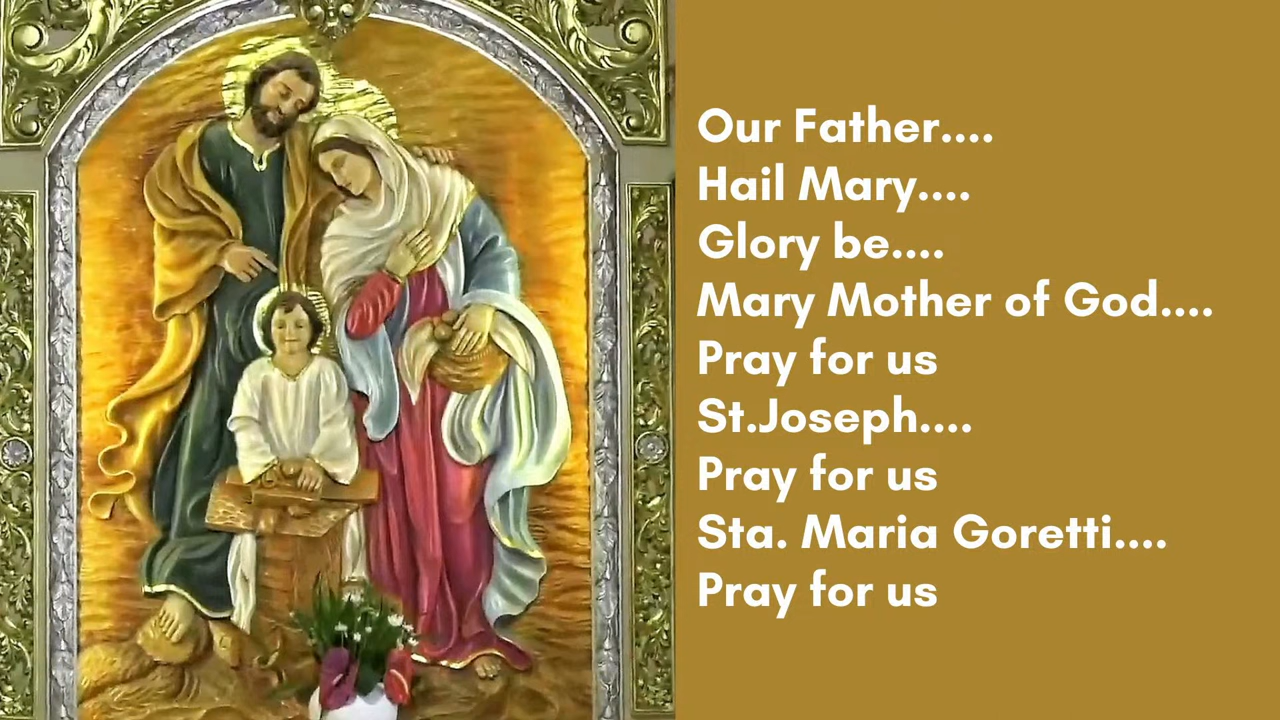 Our Father....
Hail Mary....
Glory be....
Mary Mother of God....
Pray for us
St.Joseph....
Pray for us
Sta. Maria Goretti....
Pray for us